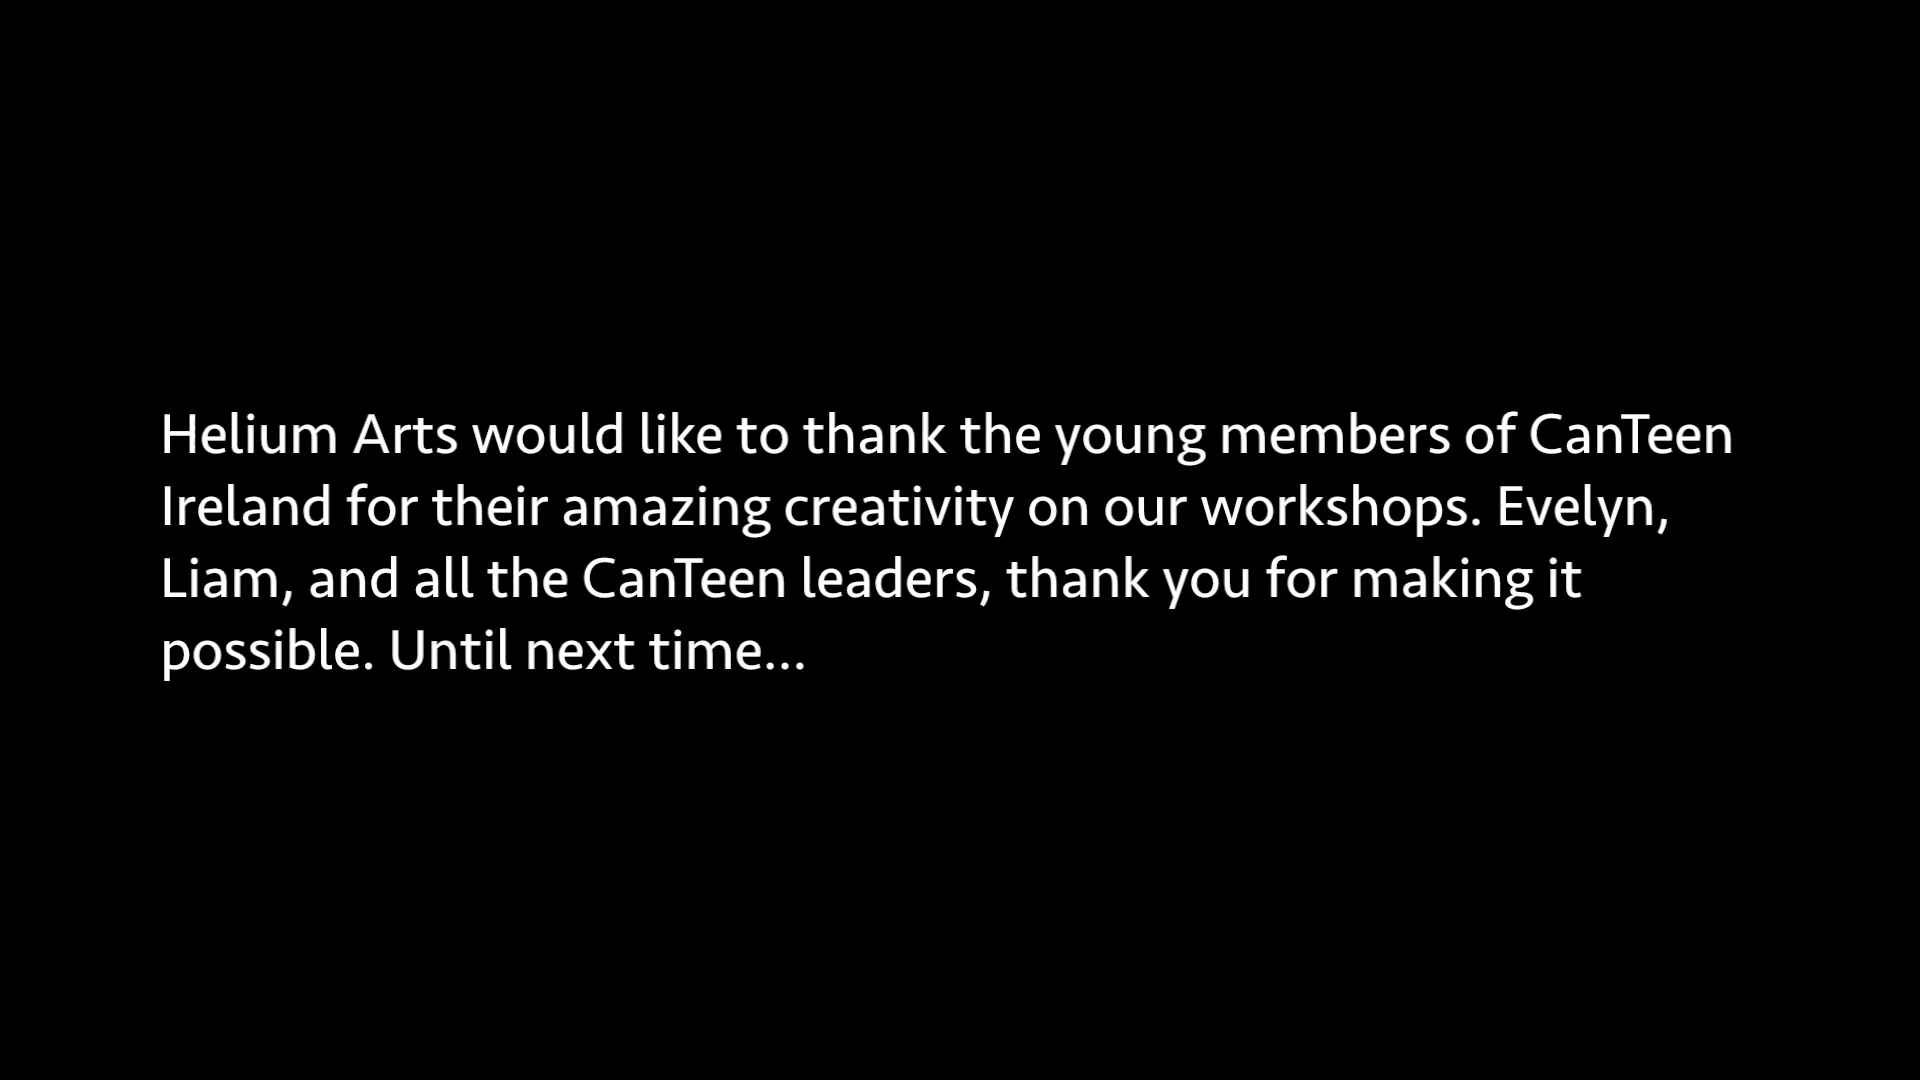 Helium Arts would like to thank the young members of CanTeen
Ireland for their amazing creativity on our workshops. Evelyn,
Liam, and all the CanTeen leaders, thank you for making it
possible. Until next time...